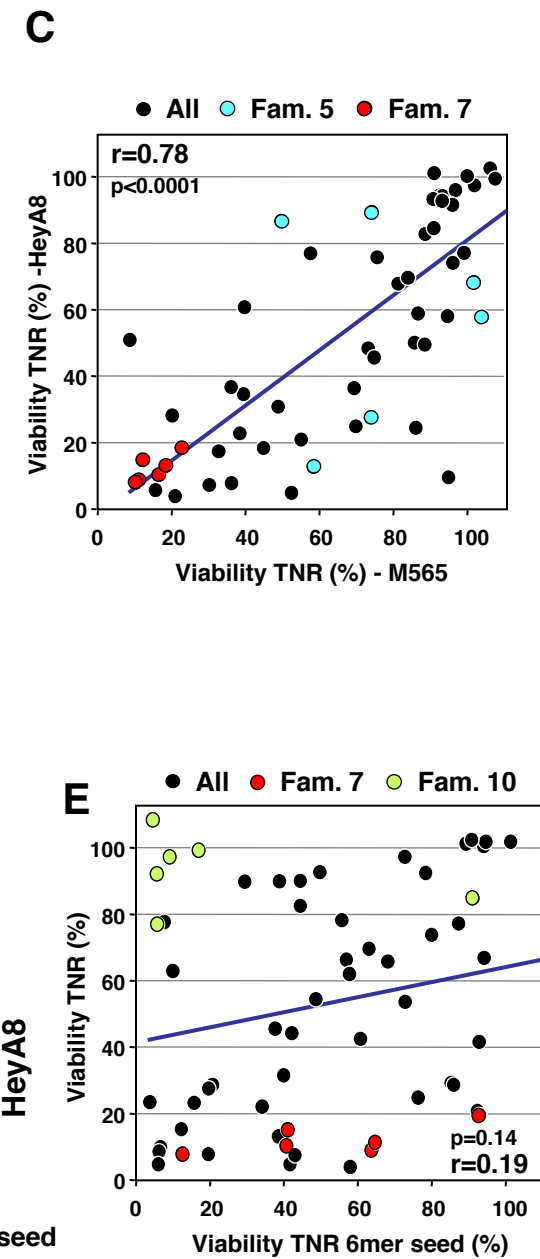 C
All Fam. 5 Fam. 7
r=0.78
p<0.0001
Viability TNR (%) -HeyA8
100
80
60
40
20
0
0 20 40 60 80 100
Viability TNR (%) - M565
E
All Fam. 7 Fam. 10
HeyA8
Viability TNR (%)
100
80
60
40
20
0
p=0.14
r=0.19
0 20 40 60 80 100
Viability TNR 6mer seed (%)
seed